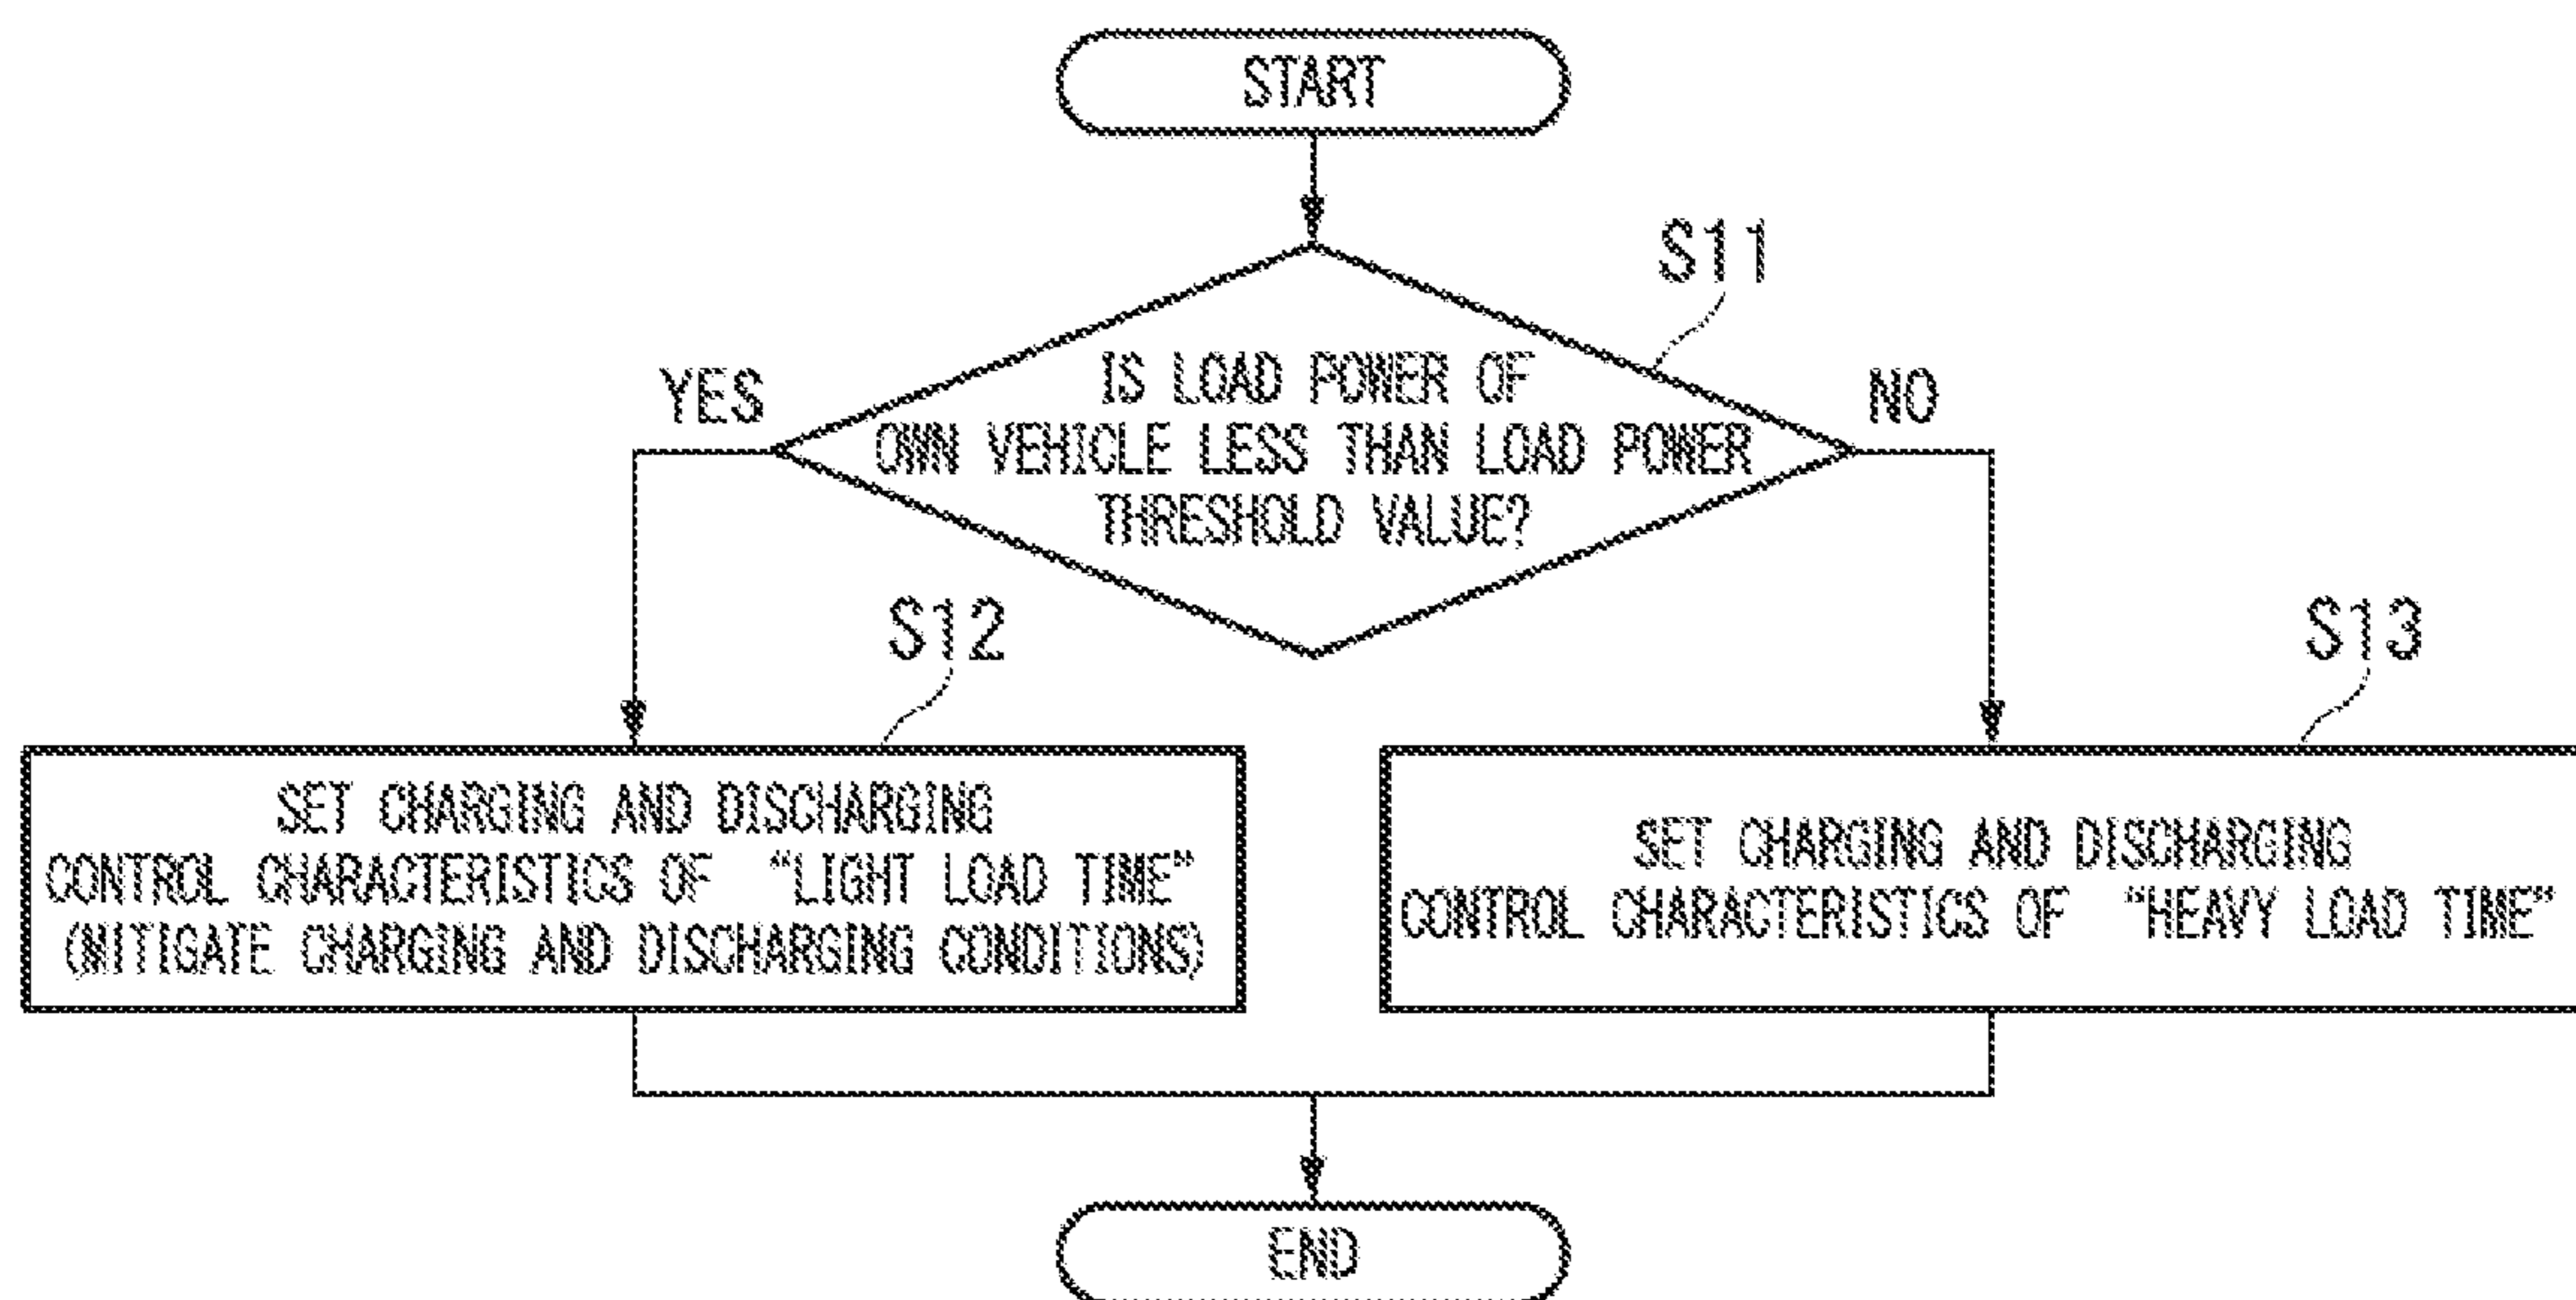 START
S11
IS LOAD POWER OF
OWN VEHICLE LESS THAN LOAD POWER
THRESHOLD VALUE?
YES
NO
S12
S13
SET CHARGING AND DISCHARGING
CONTROL CHARACTERISTICS OF “LIGHT LOAD TIME”
(MITIGATE CHARGING AND DISCHARGING CONDITIONS)
SET CHARGING AND DISCHARGING
CONTROL CHARACTERISTICS OF “HEAVY LOAD TIME”
END